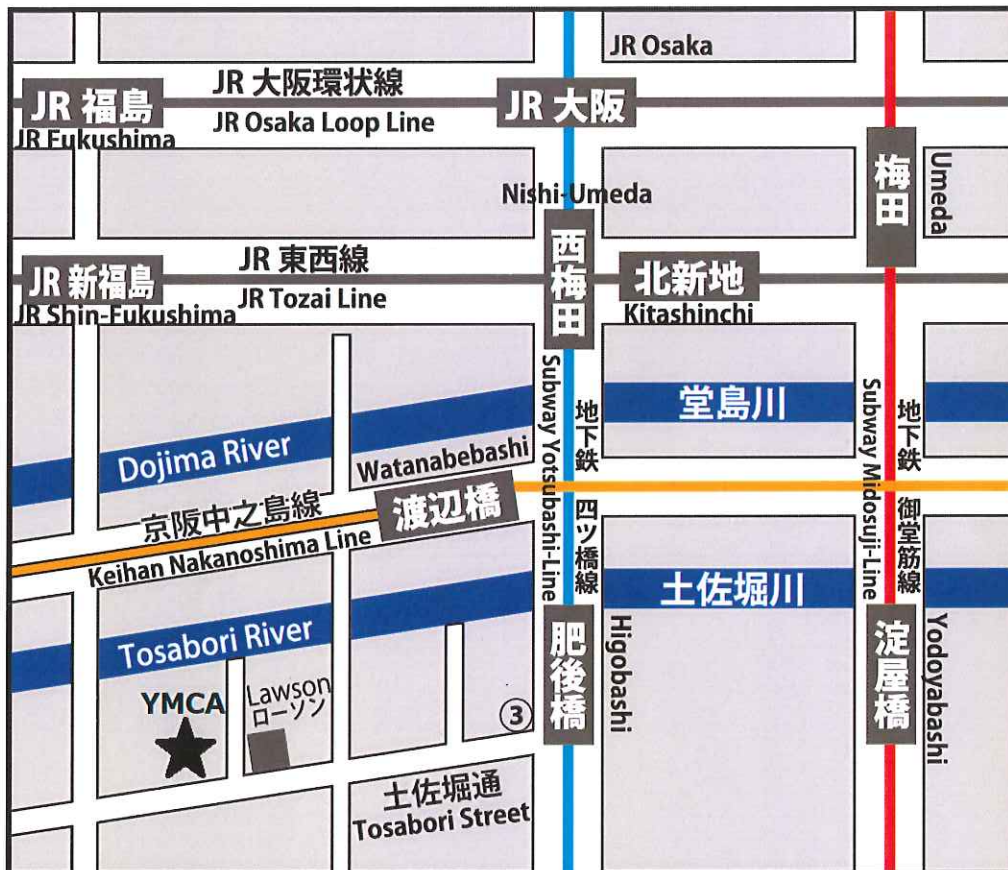 JR Osaka
JR 大阪環状線
JR 福島
JR 大阪
JR Osaka Loop Line
JR Fukushima
梅田
Umeda
Nishi-Umeda
西梅田
JR 東西線
JR 新福島
北新地
JR Tozai Line
JR Shin-Fukushima
Kitashinchi
Subway Yotsubashi-Line
地下鉄 四ツ橋線
堂島川
Subway Midosuji-Line
地下鉄 御堂筋線
Dojima River
Watanabebashi
渡辺橋
京阪中之島線
Keihan Nakanoshima Line
土佐堀川
Tosabori River
肥後橋
Higobashi
淀屋橋
Yodoyabashi
YMCA
Lawson
ローソン
③
土佐堀通
Tosabori Street